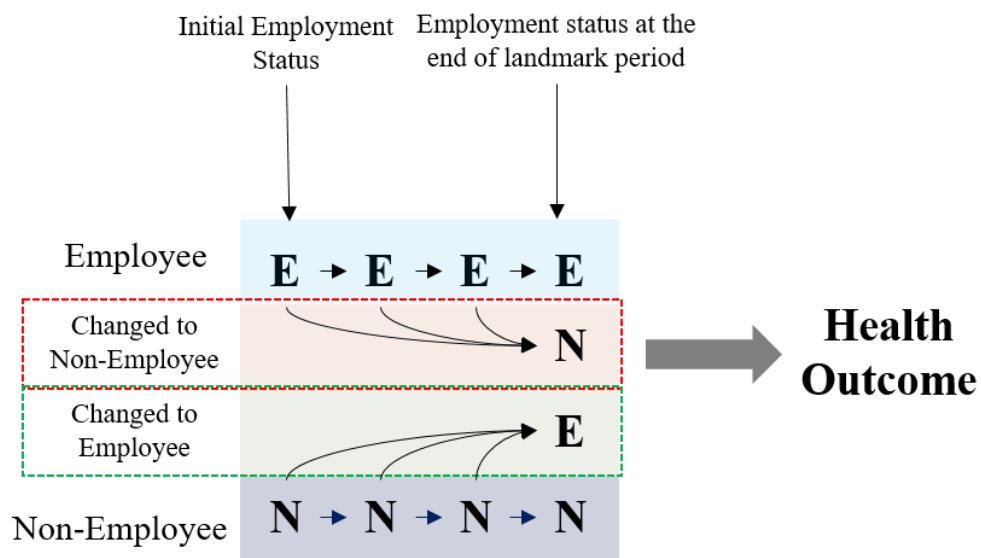 Initial Employment
Status
Employment status at the
end of landmark period
Employee
E E E E
Changed to
Non-Employee
N
Health
Outcome
Changed to
Employee
E
Non-Employee
N N N N